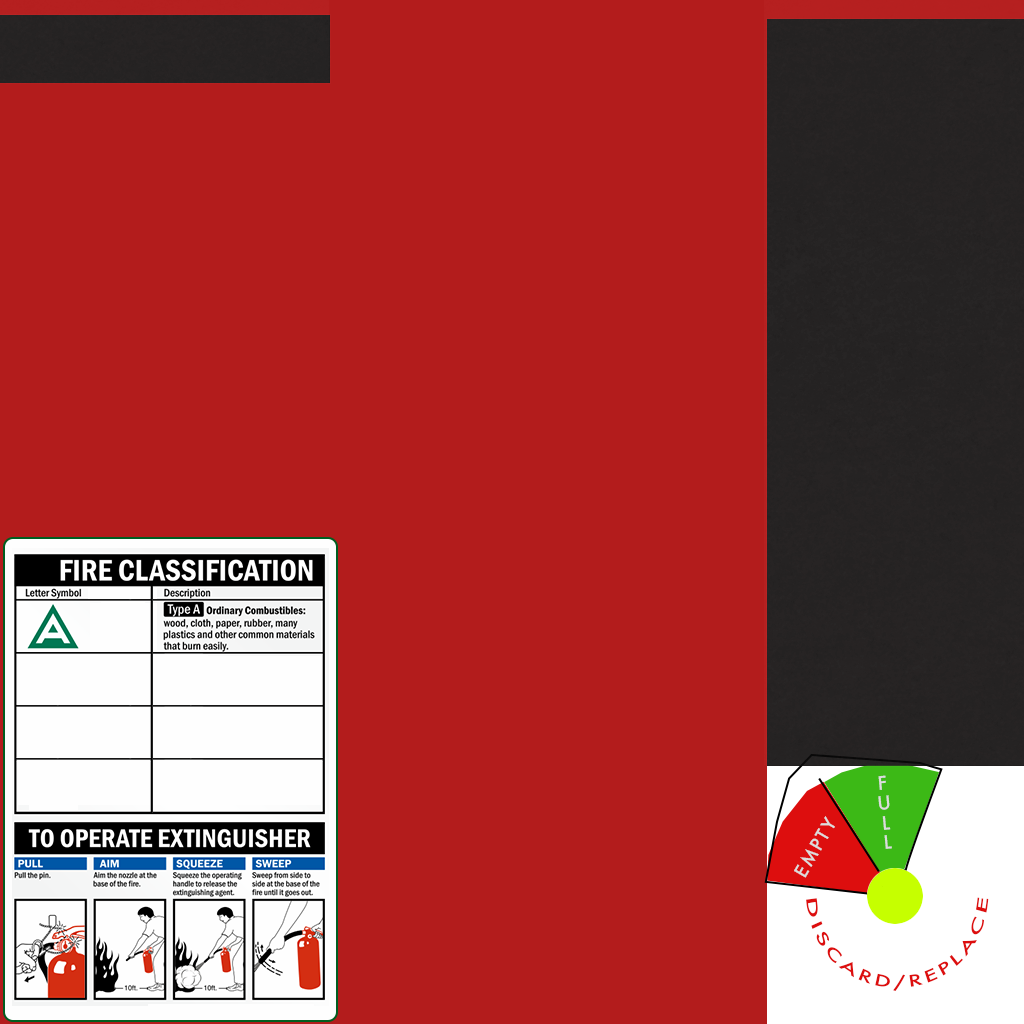 FIRE CLASSIFICATION
Letter Symbol Description
A
Type A Ordinary Combustibles:
wood, cloth, paper, rubber, many
plastics and other common materials
that burn easily.
TO OPERATE EXTINGUISHER
PULL
Pull the pin.
AIM
Aim the nozzle at the
base of the fire.
SQUEEZE
Squeeze the operating
handle to release the
extinguishing agent.
SWEEP
Sweep from side to
side at the base of the
fire until it goes out.
10ft.
10ft.
EMPTY
FULL
DISCARD/REPLACE